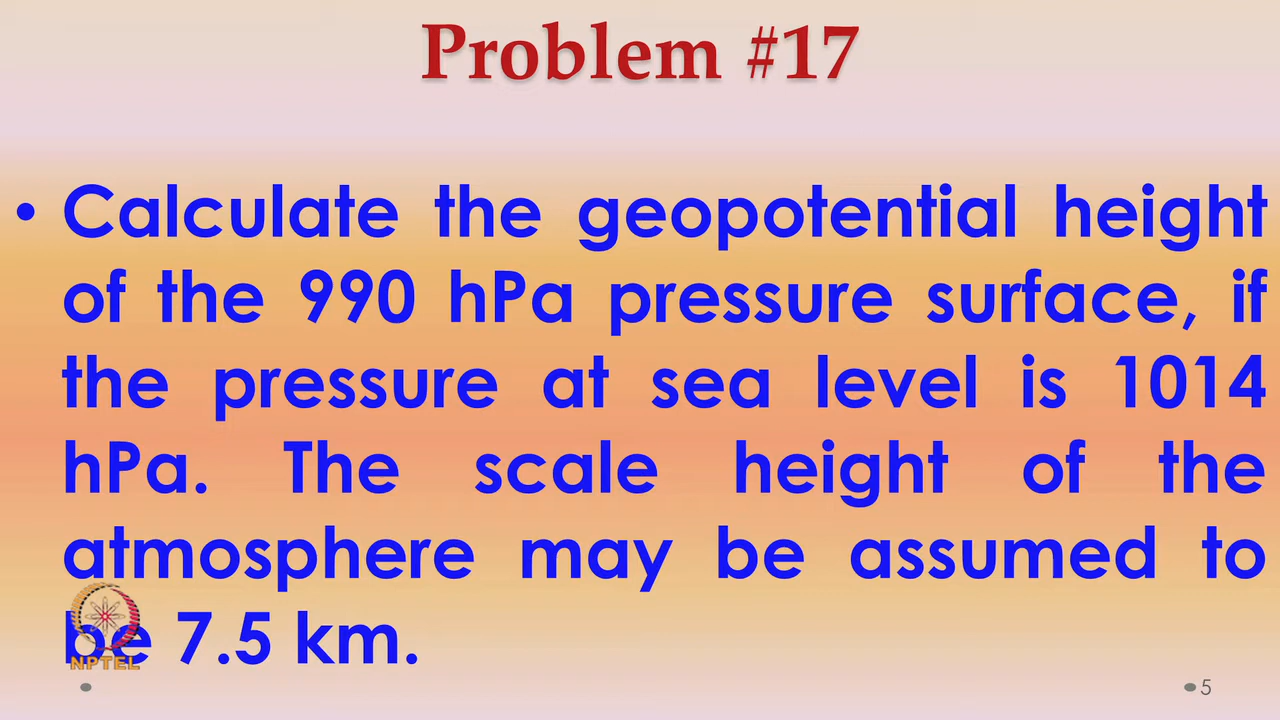 Problem #17
• Calculate the geopotential height
of the 990 hPa pressure surface, if
the pressure at sea level is 1014
hPa. The scale height of the
atmosphere may be assumed to
be 7.5 km.
NPTEL
5